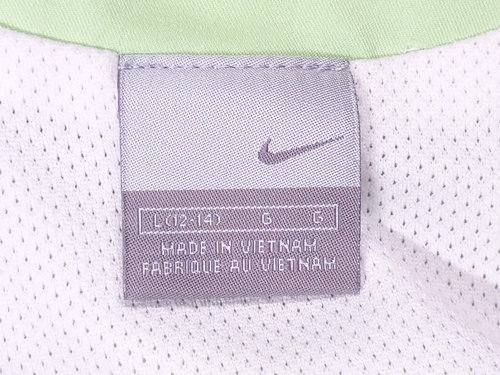 L(12-14) G G
MADE IN VIETNAM
FABRIQUE AU VIETNAM